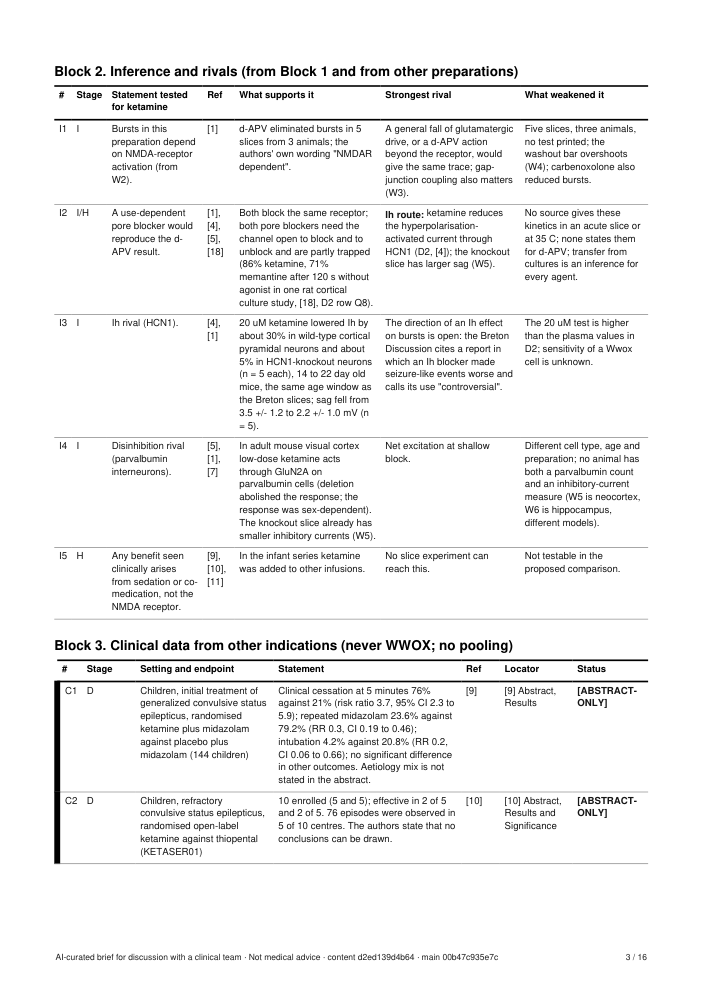 Block 2. Inference and rivals (from Block 1 and from other preparations)
# Stage Statement tested for ketamine Ref What supports it Strongest rival What weakened it
I1 I Bursts in this preparation depend on NMDA-receptor activation (from W2). [1] d-APV eliminated bursts in 5 slices from 3 animals; the authors' own wording "NMDAR dependent". A general fall of glutamatergic drive, or a d-APV action beyond the receptor, would give the same trace; gap-junction coupling also matters (W3). Five slices, three animals, no test printed; the washout bar overshoots (W4); carbenoxolone also reduced bursts.
I2 I/H A use-dependent pore blocker would reproduce the d-APV result. [1], [4], [5], [18] Both block the same receptor; both pore blockers need the channel open to block and to unblock and are partly trapped (86% ketamine, 71% memantine after 120 s without agonist in one rat cortical culture study, [18], D2 row Q8). Ih route: ketamine reduces the hyperpolarisation-activated current through HCN1 (D2, [4]); the knockout slice has larger sag (W5). No source gives these kinetics in an acute slice or at 35 C; none states them for d-APV; transfer from cultures is an inference for every agent.
I3 I Ih rival (HCN1). [4], [1] 20 uM ketamine lowered Ih by about 30% in wild-type cortical pyramidal neurons and about 5% in HCN1-knockout neurons (n = 5 each), 14 to 22 day old mice, the same age window as the Breton slices; sag fell from 3.5 +/- 1.2 to 2.2 +/- 1.0 mV (n = 5). The direction of an Ih effect on bursts is open: the Breton Discussion cites a report in which an Ih blocker made seizure-like events worse and calls its use "controversial". The 20 uM test is higher than the plasma values in D2; sensitivity of a Wwox cell is unknown.
I4 I Disinhibition rival (parvalbumin interneurons). [5], [1], [7] In adult mouse visual cortex low-dose ketamine acts through GluN2A on parvalbumin cells (deletion abolished the response; the response was sex-dependent). The knockout slice already has smaller inhibitory currents (W5). Net excitation at shallow block. Different cell type, age and preparation; no animal has both a parvalbumin count and an inhibitory-current measure (W5 is neocortex, W6 is hippocampus, different models).
I5 H Any benefit seen clinically arises from sedation or co-medication, not the NMDA receptor. [9], [10], [11] In the infant series ketamine was added to other infusions. No slice experiment can reach this. Not testable in the proposed comparison.
Block 3. Clinical data from other indications (never WWOX; no pooling)
# Stage Setting and endpoint Statement Ref Locator Status
C1 D Children, initial treatment of generalized convulsive status epilepticus, randomised ketamine plus midazolam against placebo plus midazolam (144 children) Clinical cessation at 5 minutes 76% against 21% (risk ratio 3.7, 95% CI 2.3 to 5.9); repeated midazolam 23.6% against 79.2% (RR 0.3, CI 0.19 to 0.46); intubation 4.2% against 20.8% (RR 0.2, CI 0.06 to 0.66); no significant difference in other outcomes. Aetiology mix is not stated in the abstract. [9] [9] Abstract, Results [ABSTRACT-ONLY]
C2 D Children, refractory convulsive status epilepticus, randomised open-label ketamine against thiopental (KETASER01) 10 enrolled (5 and 5); effective in 2 of 5 and 2 of 5. 76 episodes were observed in 5 of 10 centres. The authors state that no conclusions can be drawn. [10] [10] Abstract, Results and Significance [ABSTRACT-ONLY]
AI-curated brief for discussion with a clinical team · Not medical advice · content d2ed139d4b64 · main 00b47c935e7c 3 / 16